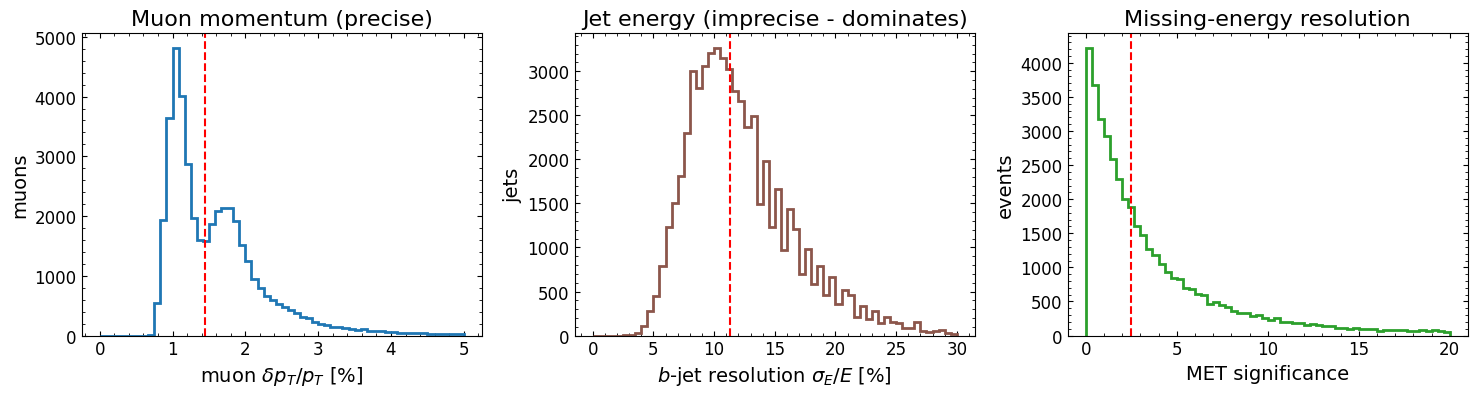 Muon momentum (precise)
5000
4000
3000
2000
1000
0
muons
0 1 2 3 4 5
muon δp_T/p_T [%]
Jet energy (imprecise - dominates)
3000
2500
2000
1500
1000
500
0
jets
0 5 10 15 20 25 30
b-jet resolution σ_E/E [%]
Missing-energy resolution
4000
3500
3000
2500
2000
1500
1000
500
0
events
0 5 10 15 20
MET significance